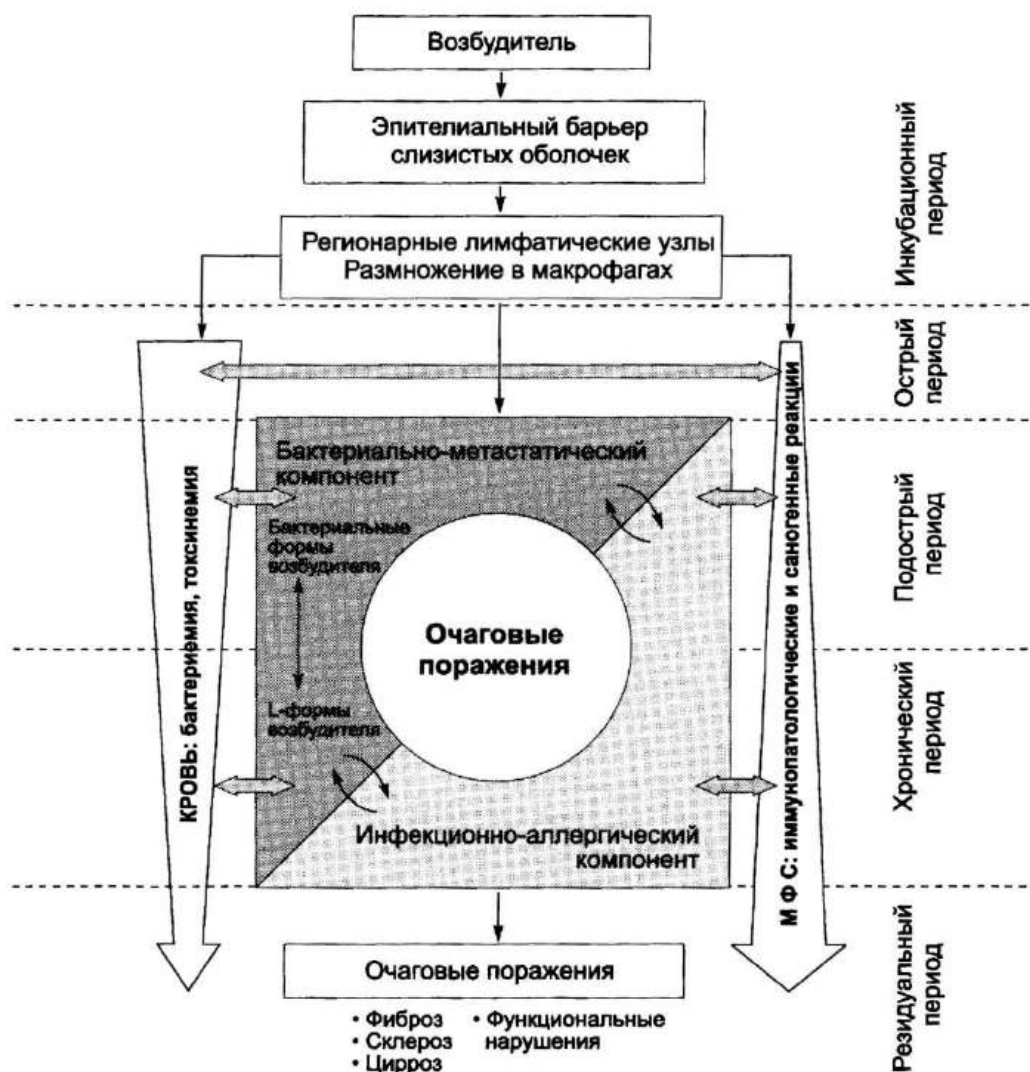 Возбудитель
Эпителиальный барьер
слизистых оболочек
Регионарные лимфатические узлы
Размножение в макрофагах
Инкубационный
период
Острый
период
Бактериально-метастатический
компонент
Бактериальные
формы
возбудителя
Очаговые
поражения
L-формы
возбудителя
Инфекционно-аллергический
компонент
КРОВЬ: бактериемия, токсинемия
М Ф С: иммунопатологические и саногенные реакции
Подострый
период
Хронический
период
Очаговые поражения
• Фиброз • Функциональные
• Склероз нарушения
• Цирроз
Резидуальный
период